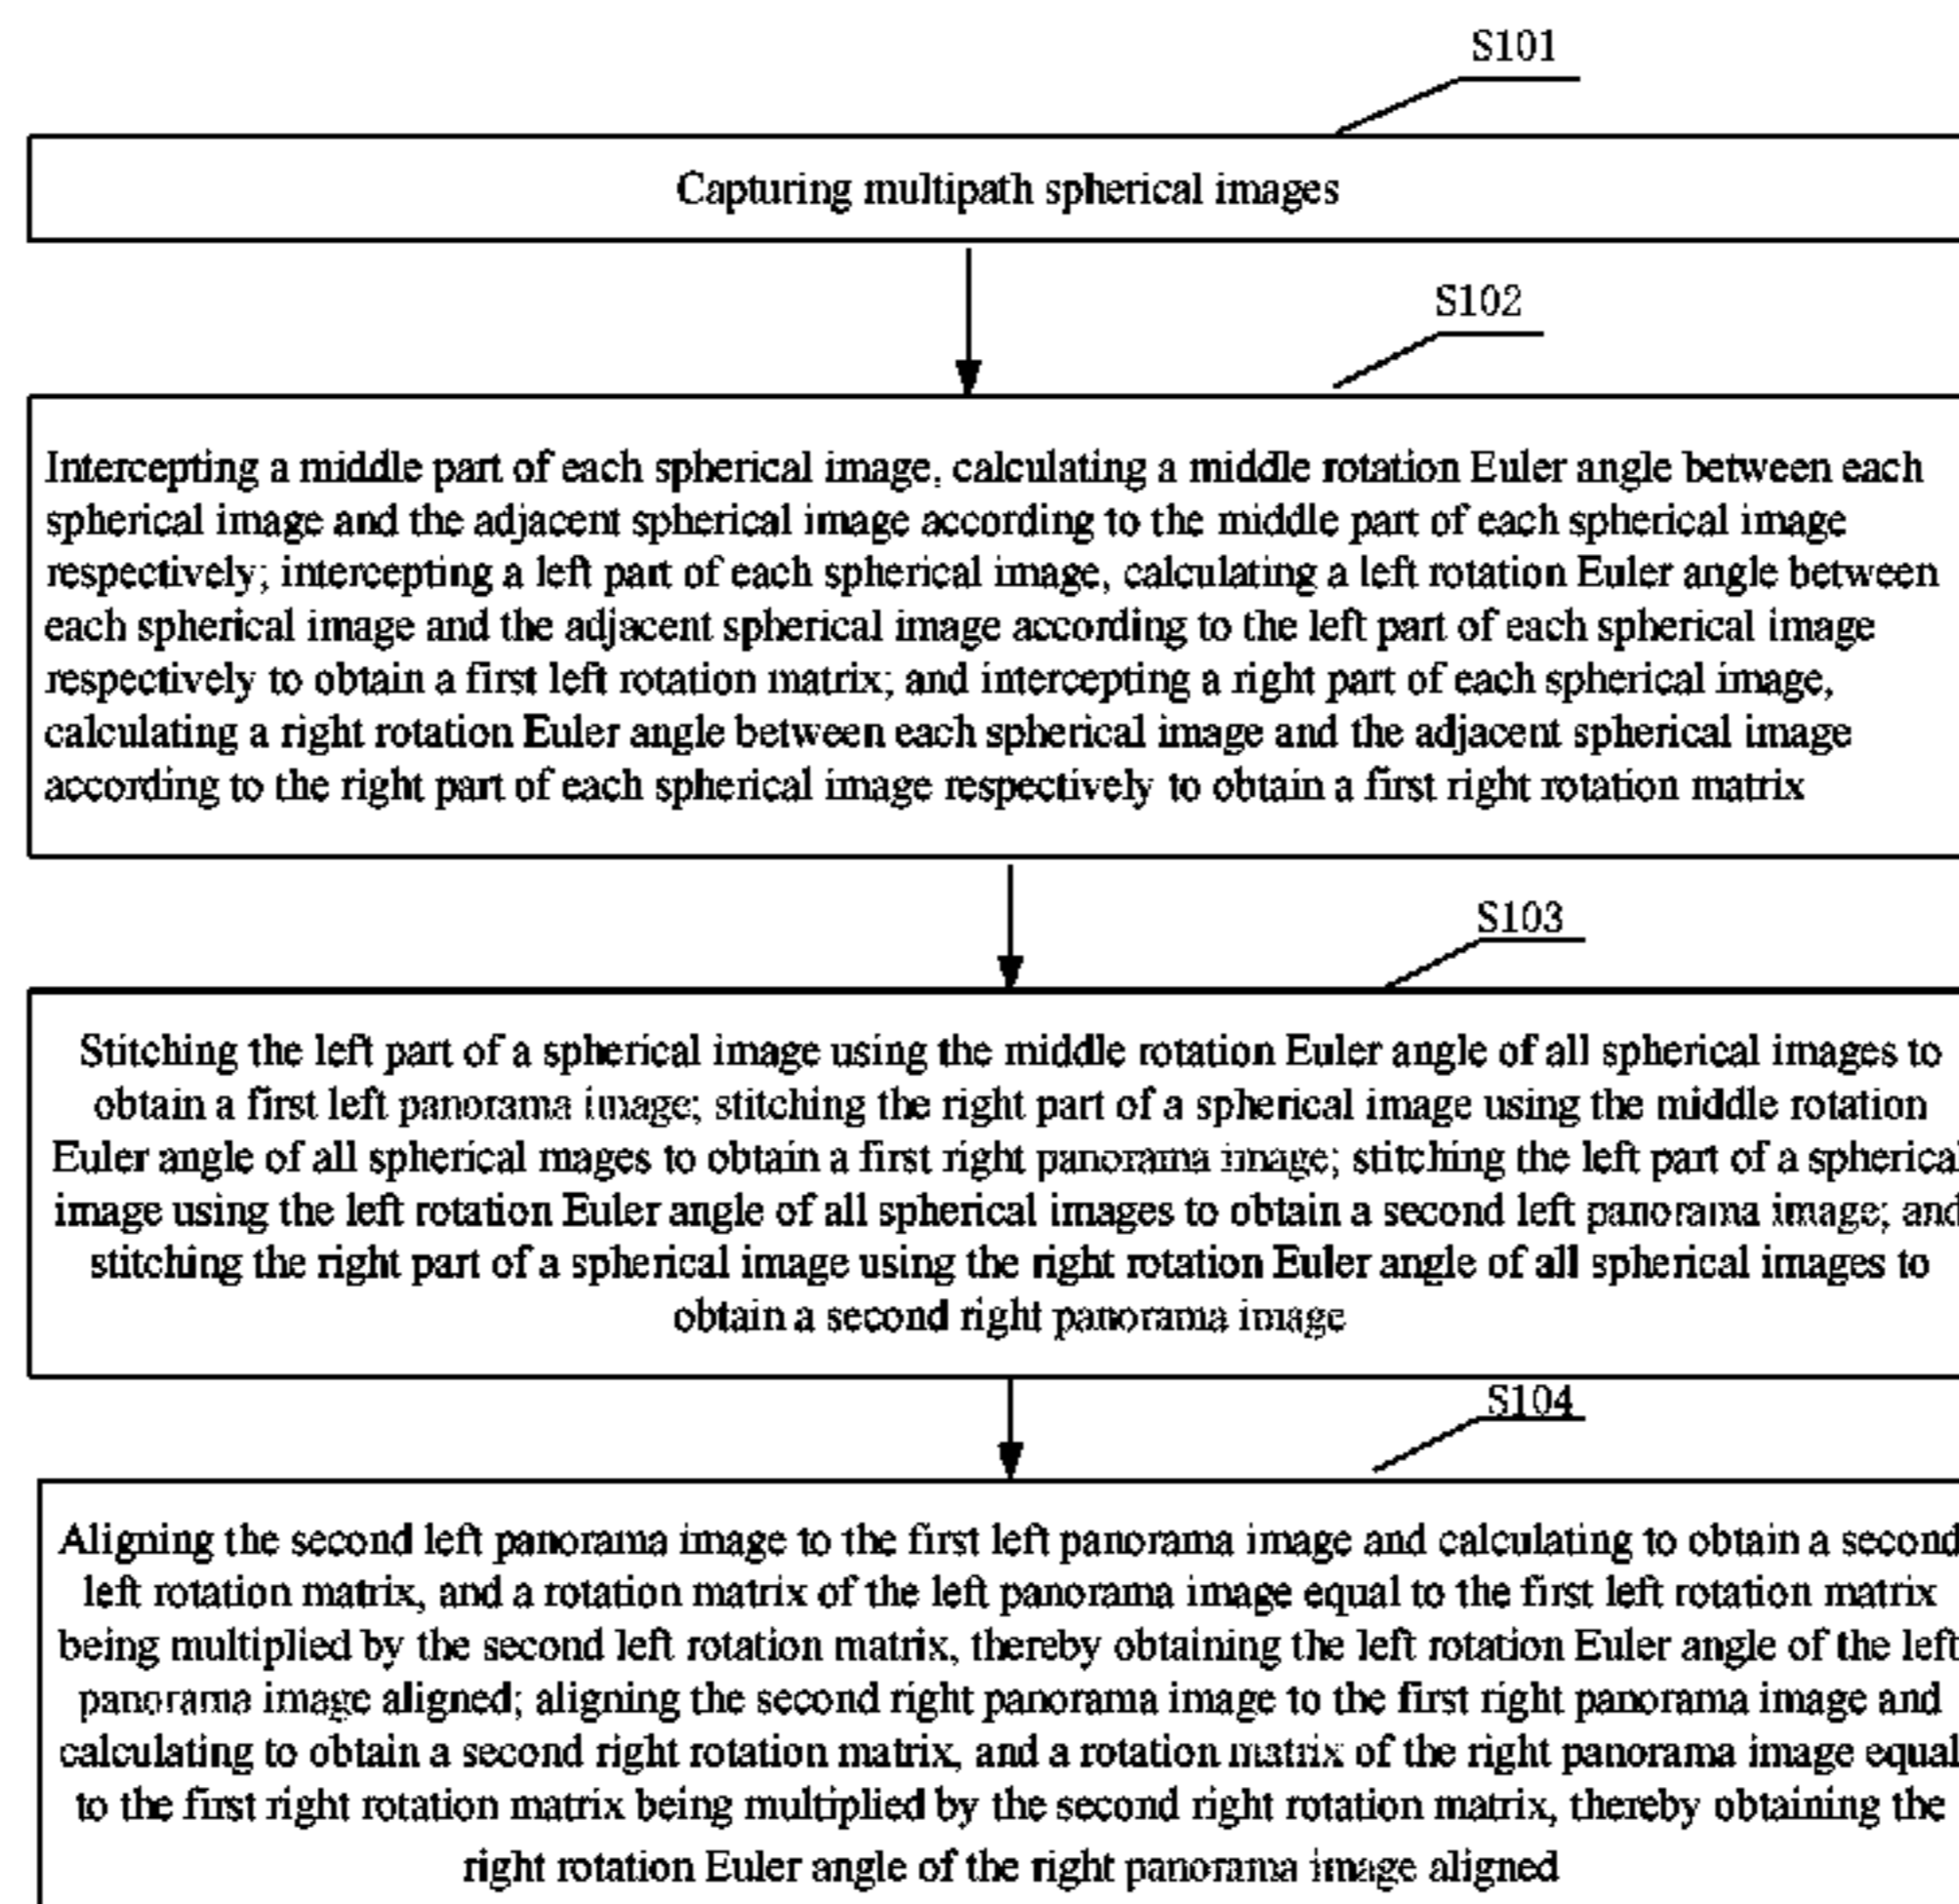 S101
Capturing multipath spherical images
S102
Intercepting a middle part of each spherical image, calculating a middle rotation Euler angle between each
spherical image and the adjacent spherical image according to the middle part of each spherical image
respectively; intercepting a left part of each spherical image, calculating a left rotation Euler angle between
each spherical image and the adjacent spherical image according to the left part of each spherical image
respectively to obtain a first left rotation matrix; and intercepting a right part of each spherical image,
calculating a right rotation Euler angle between each spherical image and the adjacent spherical image
according to the right part of each spherical image respectively to obtain a first right rotation matrix
S103
Stitching the left part of a spherical image using the middle rotation Euler angle of all spherical images to
obtain a first left panorama image; stitching the right part of a spherical image using the middle rotation
Euler angle of all spherical mages to obtain a first right panorama image; stitching the left part of a spherical
image using the left rotation Euler angle of all spherical images to obtain a second left panorama image; and
stitching the right part of a spherical image using the right rotation Euler angle of all spherical images to
obtain a second right panorama image
S104
Aligning the second left panorama image to the first left panorama image and calculating to obtain a second
left rotation matrix, and a rotation matrix of the left panorama image equal to the first left rotation matrix
being multiplied by the second left rotation matrix, thereby obtaining the left rotation Euler angle of the left
panorama image aligned; aligning the second right panorama image to the first right panorama image and
calculating to obtain a second right rotation matrix, and a rotation matrix of the right panorama image equal
to the first right rotation matrix being multiplied by the second right rotation matrix, thereby obtaining the
right rotation Euler angle of the right panorama image aligned